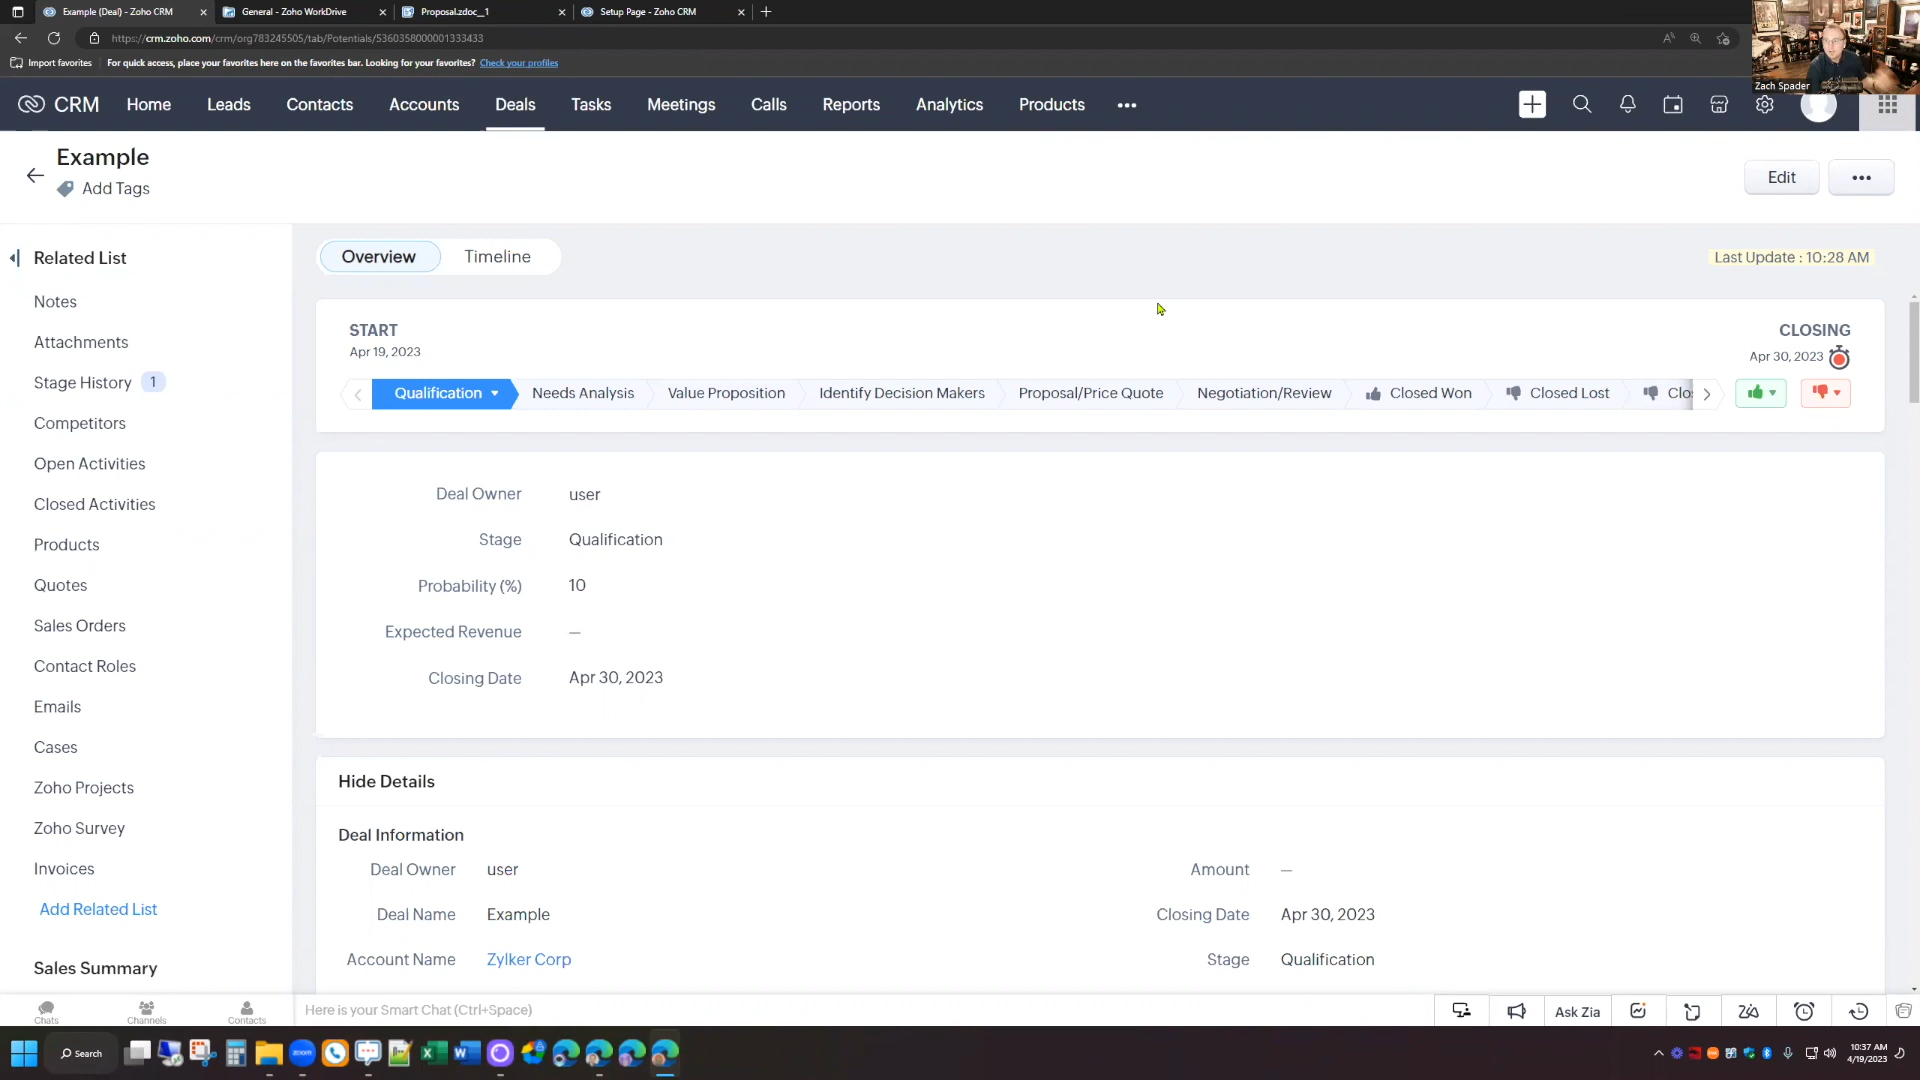 Example (Deal) - Zoho CRM
General - Zoho WorkDrive
Proposal.zdoc__1
Setup Page - Zoho CRM
https://crm.zoho.com/crm/org783245505/tab/Potentials/5360358000001333433
Import favorites
For quick access, place your favorites here on the favorites bar. Looking for your favorites? Check your profiles
Zach Spader
CRM
Home
Leads
Contacts
Accounts
Deals
Tasks
Meetings
Calls
Reports
Analytics
Products
Example
Add Tags
Edit
Related List
Notes
Attachments
Stage History 1
Competitors
Open Activities
Closed Activities
Products
Quotes
Sales Orders
Contact Roles
Emails
Cases
Zoho Projects
Zoho Survey
Invoices
Add Related List
Sales Summary
Overview
Timeline
Last Update : 10:28 AM
START
Apr 19, 2023
CLOSING
Apr 30, 2023
Qualification
Needs Analysis
Value Proposition
Identify Decision Makers
Proposal/Price Quote
Negotiation/Review
Closed Won
Closed Lost
Clo
Deal Owner user
Stage Qualification
Probability (%) 10
Expected Revenue —
Closing Date Apr 30, 2023
Hide Details
Deal Information
Deal Owner user
Amount —
Deal Name Example
Closing Date Apr 30, 2023
Account Name Zylker Corp
Stage Qualification
Chats
Channels
Contacts
Here is your Smart Chat (Ctrl+Space)
Ask Zia
Search
zoom
10:37 AM
4/19/2023